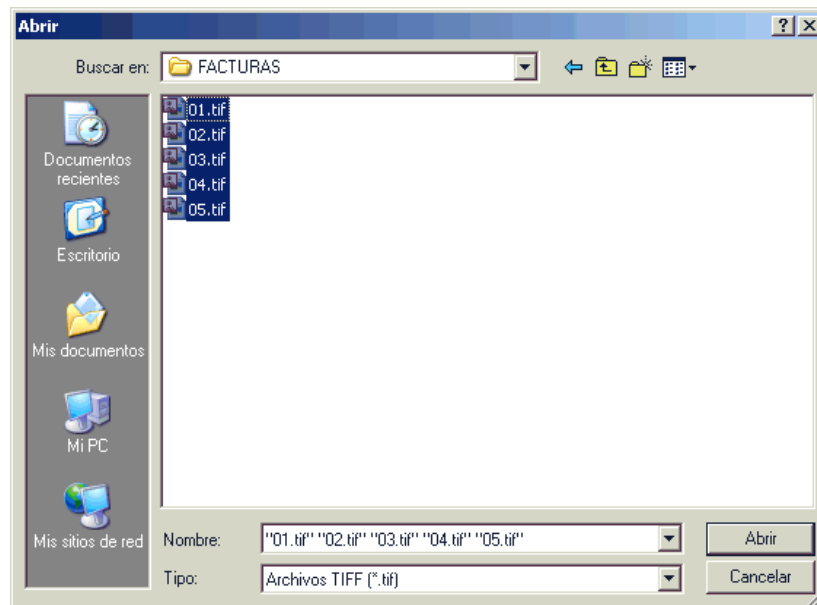 Abrir
Buscar en: FACTURAS
01.tif
02.tif
03.tif
04.tif
05.tif
Documentos
recientes
Escritorio
Mis documentos
Mi PC
Mis sitios de red
Nombre: "01.tif" "02.tif" "03.tif" "04.tif" "05.tif" Abrir
Tipo: Archivos TIFF (*.tif) Cancelar